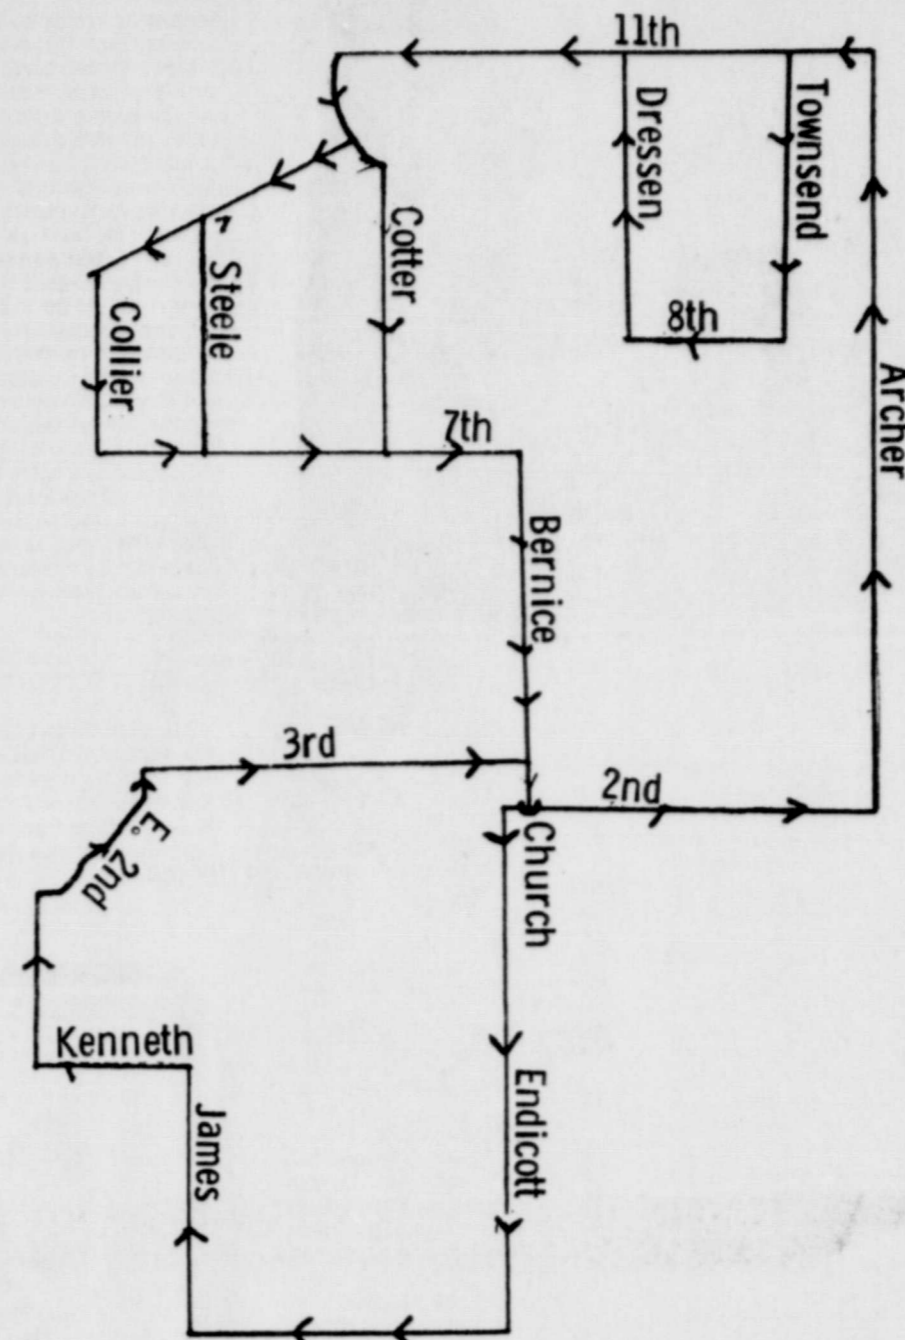 11th
Townsend
Dressen
8th
Cotter
Steele
Collier
7th
Archer
Bernice
3rd
2nd
E. 2nd
Church
Kenneth
Endicott
James